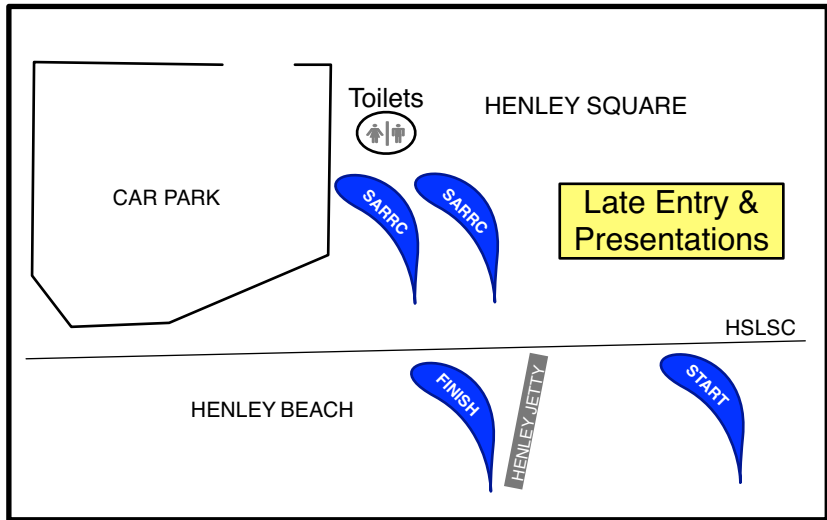 Toilets
HENLEY SQUARE
CAR PARK
SARRC
SARRC
Late Entry &
Presentations
HSLSC
HENLEY BEACH
FINISH
HENLEY JETTY
START